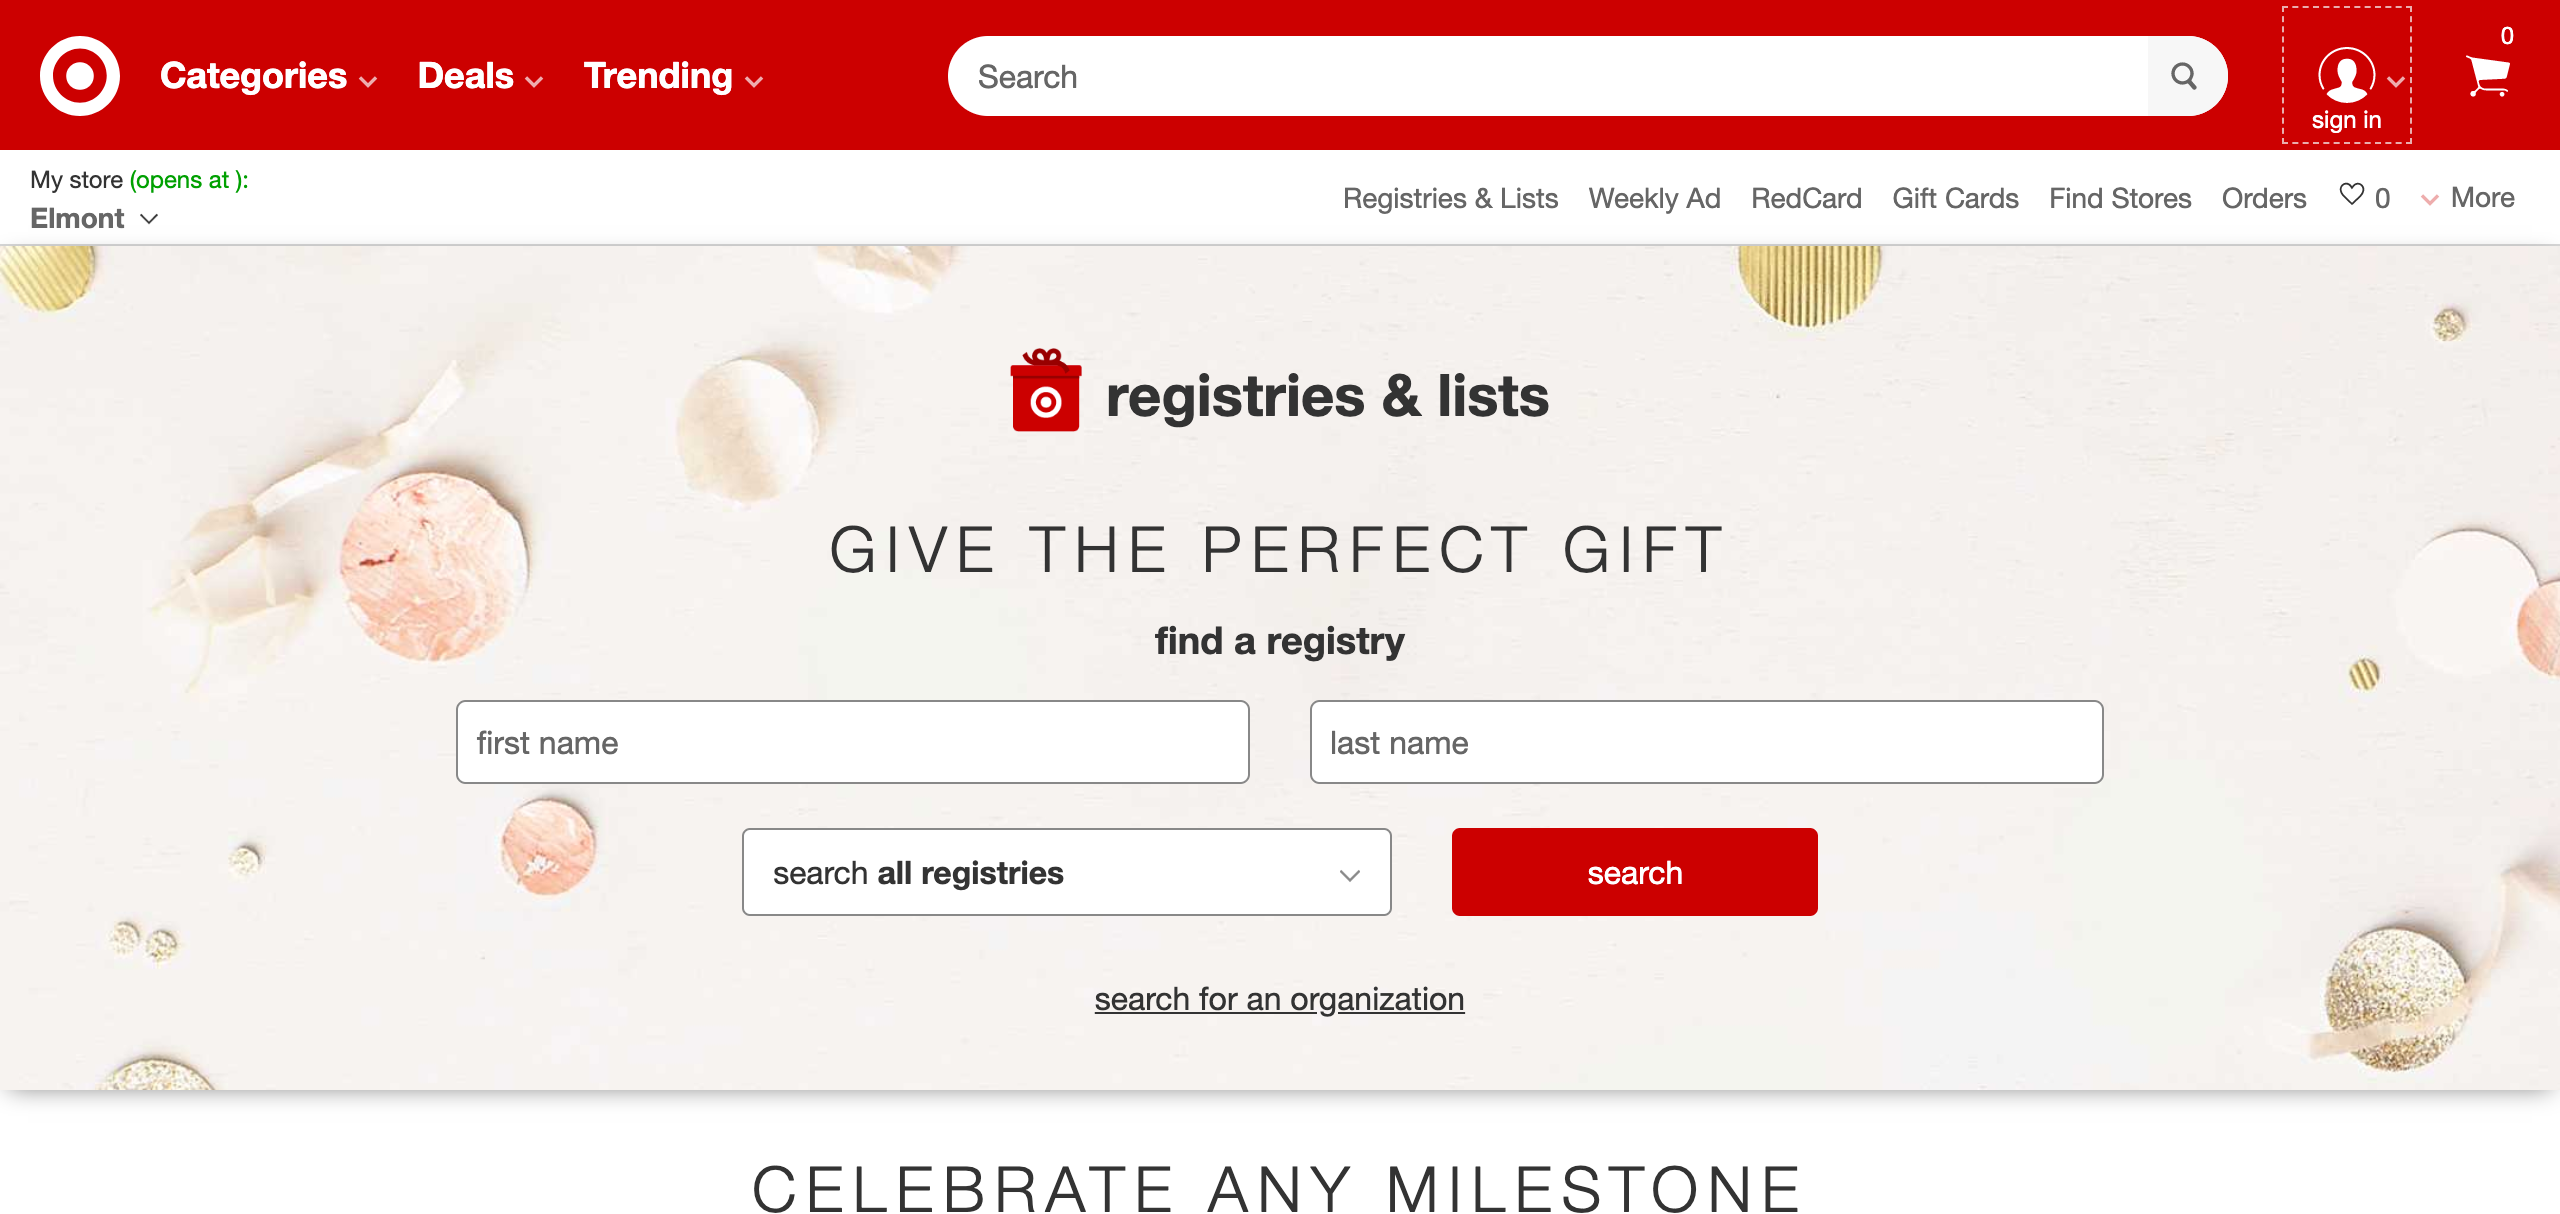 Categories Deals Trending
Search
sign in
0
My store (opens at ):
Elmont
Registries & Lists Weekly Ad RedCard Gift Cards Find Stores Orders 0 More
registries & lists
GIVE THE PERFECT GIFT
find a registry
first name last name
search all registries search
search for an organization
CELEBRATE ANY MILESTONE